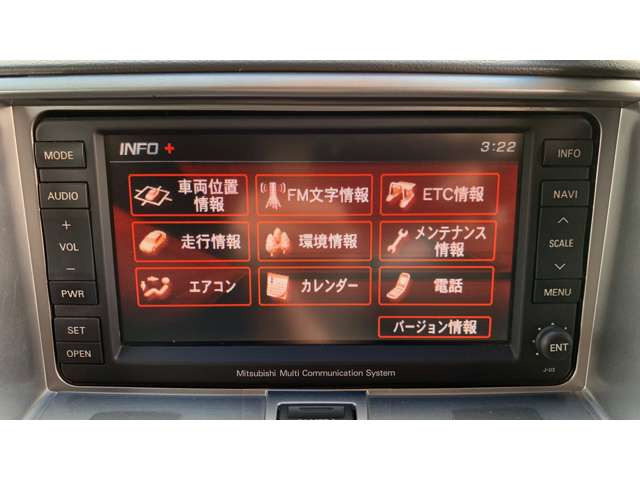 INFO +
3:22
車両位置
情報
FM文字情報
ETC情報
走行情報
環境情報
メンテナンス
情報
エアコン
カレンダー
電話
バージョン情報
MODE
AUDIO
+
VOL
−
PWR
SET
OPEN
INFO
NAVI
SCALE
MENU
ENT
J-03
Mitsubishi Multi Communication System